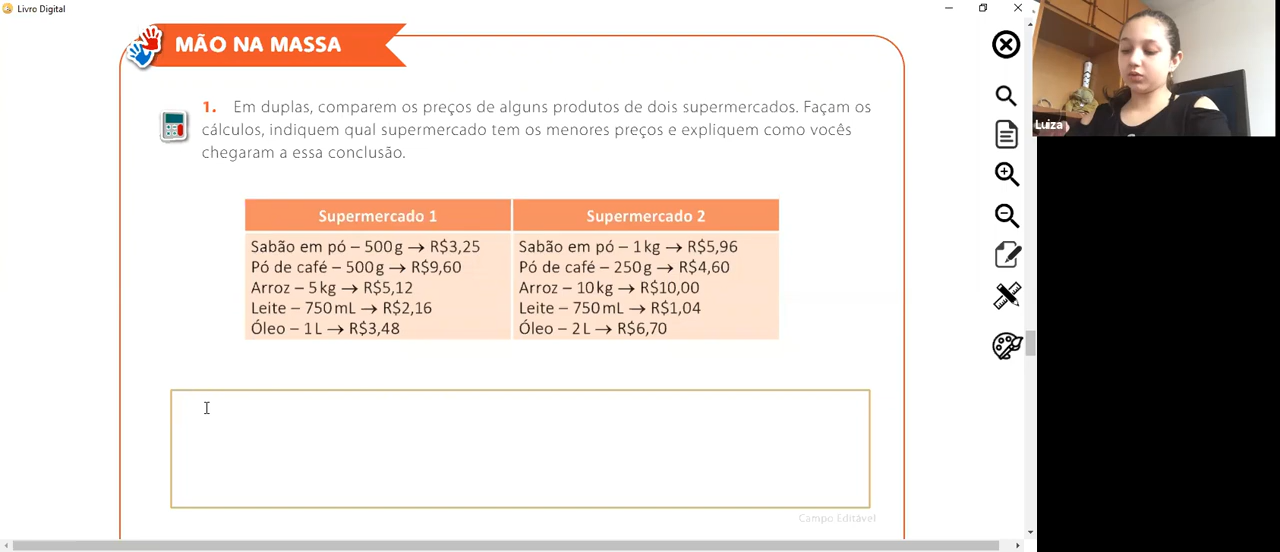 Livro Digital
MÃO NA MASSA
1. Em duplas, comparem os preços de alguns produtos de dois supermercados. Façam os
cálculos, indiquem qual supermercado tem os menores preços e expliquem como vocês
chegaram a essa conclusão.
Supermercado 1
Sabão em pó – 500 g → R$3,25
Pó de café – 500 g → R$9,60
Arroz – 5 kg → R$5,12
Leite – 750 mL → R$2,16
Óleo – 1 L → R$3,48
Supermercado 2
Sabão em pó – 1 kg → R$5,96
Pó de café – 250 g → R$4,60
Arroz – 10 kg → R$10,00
Leite – 750 mL → R$1,04
Óleo – 2 L → R$6,70
Campo Editável
Luiza